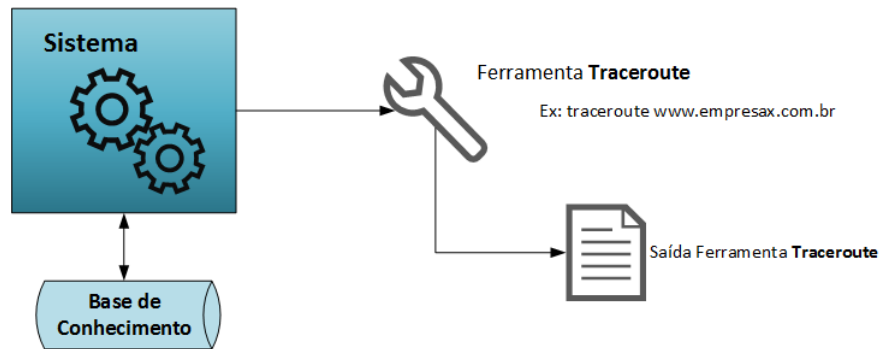 Sistema
Ferramenta Traceroute
Ex: traceroute www.empresax.com.br
Saída Ferramenta Traceroute
Base de
Conhecimento